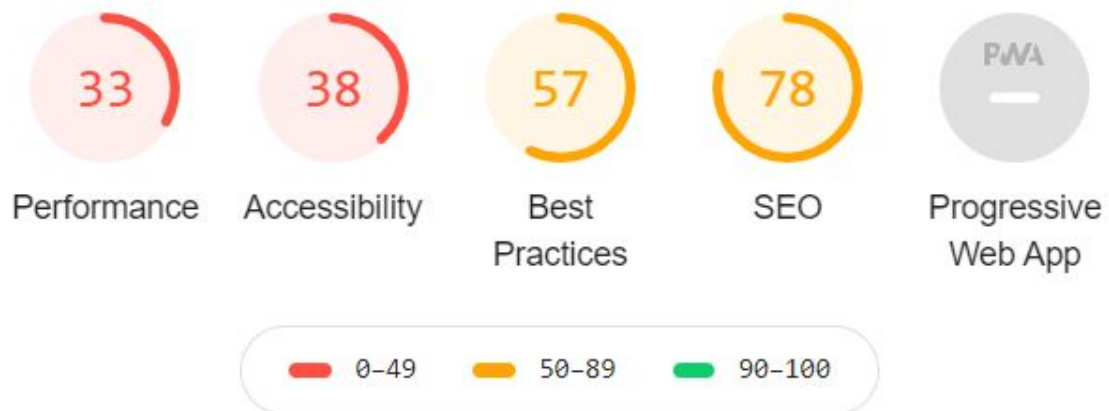 33 38 57 78 PWA
Performance Accessibility Best SEO Progressive
Practices Web App
0–49 50–89 90–100